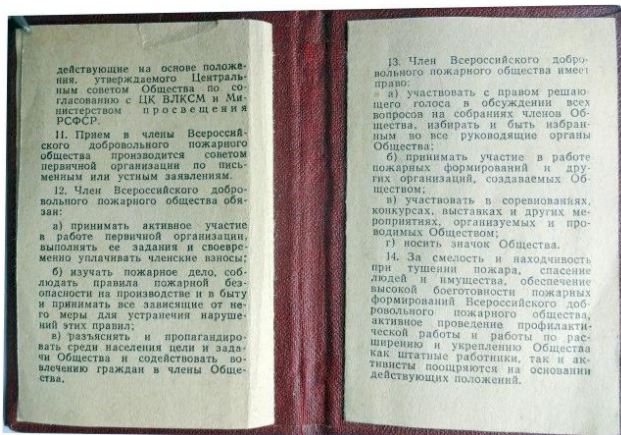 действующие на основе положе-
ния, утверждаемого Централь-
ным советом Общества по со-
гласованию с ЦК ВЛКСМ и Ми-
нистерством просвещения
РСФСР.
11. Прием в члены Всероссий-
ского добровольного пожарного
общества производится советом
первичной организации по пись-
менным или устным заявлениям.
12. Член Всероссийского добро-
вольного пожарного общества обя-
зан:
а) принимать активное участие
в работе первичной организации,
выполнять ее задания и своевре-
менно уплачивать членские взносы;
б) изучать пожарное дело, соб-
людать правила пожарной без-
опасности на производстве и в быту
и принимать все зависящие от не-
го меры для устранения наруше-
ний этих правил;
в) разъяснять и пропагандиро-
вать среди населения цели и зада-
чи Общества и содействовать во-
влечению граждан в члены Обще-
ства.
13. Член Всероссийского добро-
вольного пожарного общества имеет
право:
а) участвовать с правом решаю-
щего голоса в обсуждении всех
вопросов на собраниях членов Об-
щества, избирать и быть избран-
ным во все руководящие органы
Общества;
б) принимать участие в работе
пожарных формирований и дру-
гих организаций, создаваемых Об-
ществом;
в) участвовать в соревнованиях,
конкурсах, выставках и других ме-
роприятиях, организуемых и про-
водимых Обществом;
г) носить значок Общества.
14. За смелость и находчивость
при тушении пожара, спасение
людей и имущества, обеспечение
высокой боеготовности пожарных
формирований Всероссийского доб-
ровольного пожарного общества,
активное проведение профилакти-
ческой работы и работы по рас-
ширению и укреплению Общества
как штатные работники, так и ак-
тивисты поощряются на основании
действующих положений.